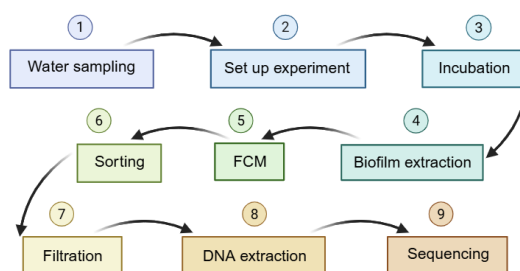 1 2 3
Water sampling Set up experiment Incubation
6 5 4
Sorting FCM Biofilm extraction
7 8 9
Filtration DNA extraction Sequencing